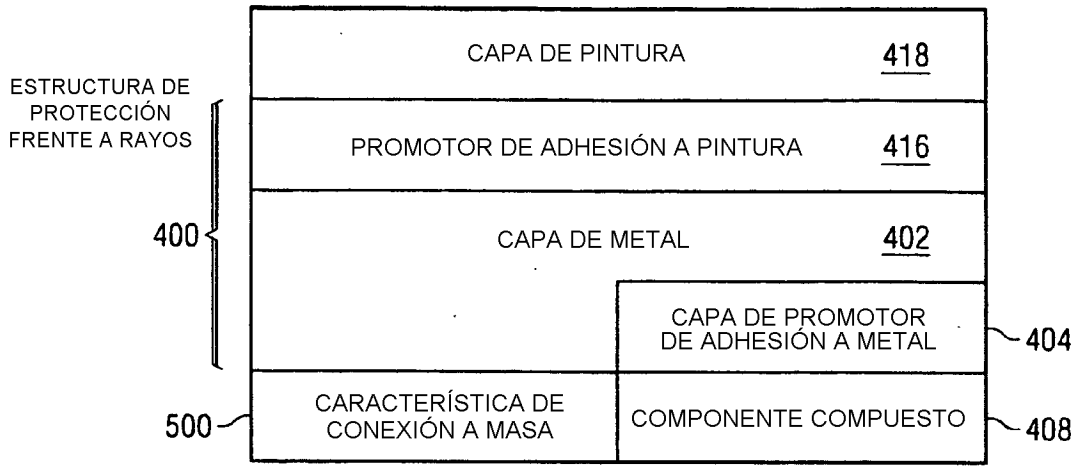 CAPA DE PINTURA 418
ESTRUCTURA DE
PROTECCIÓN
FRENTE A RAYOS
PROMOTOR DE ADHESIÓN A PINTURA 416
400
CAPA DE METAL 402
CAPA DE PROMOTOR
DE ADHESIÓN A METAL
404
500
CARACTERÍSTICA DE
CONEXIÓN A MASA
COMPONENTE COMPUESTO
408